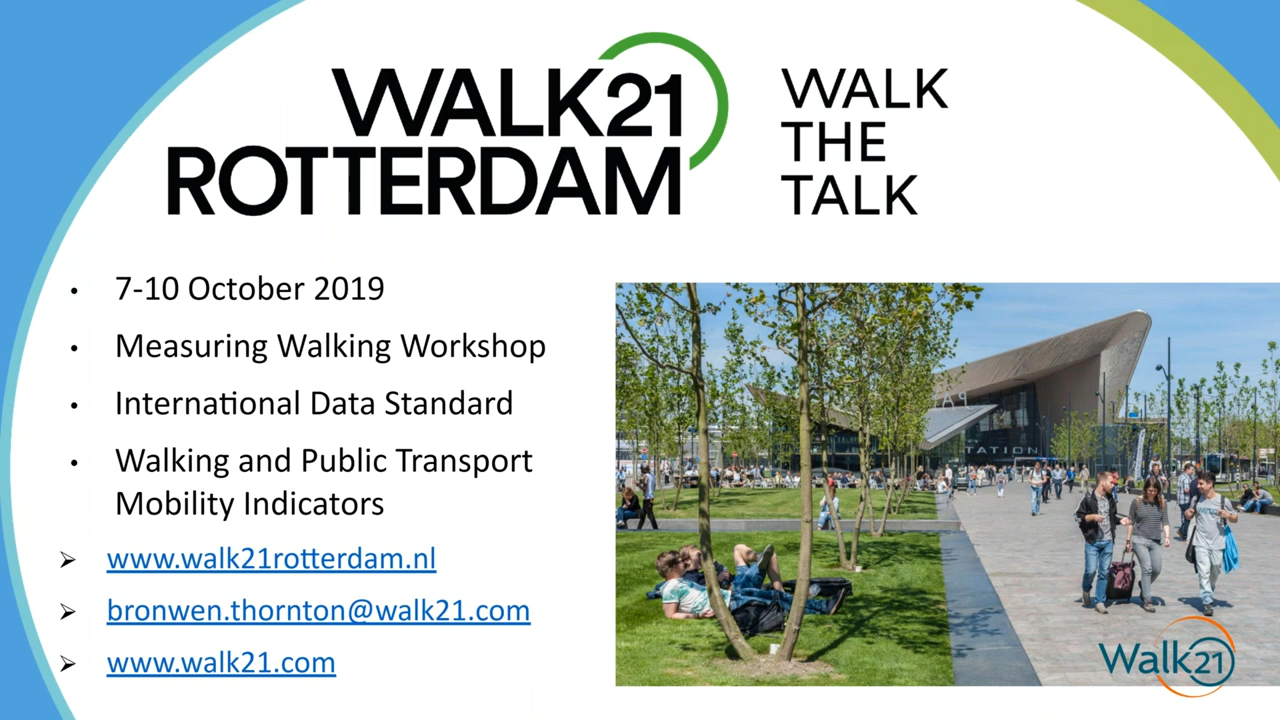 WALK21
ROTTERDAM
WALK
THE
TALK
• 7-10 October 2019
• Measuring Walking Workshop
• International Data Standard
• Walking and Public Transport
Mobility Indicators
➢ www.walk21rotterdam.nl
➢ bronwen.thornton@walk21.com
➢ www.walk21.com
TATION
Walk21